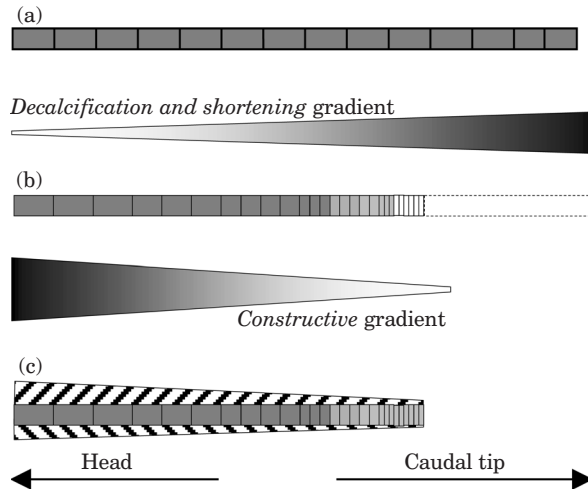 (a)
Decalcification and shortening gradient
(b)
Constructive gradient
(c)
Head Caudal tip